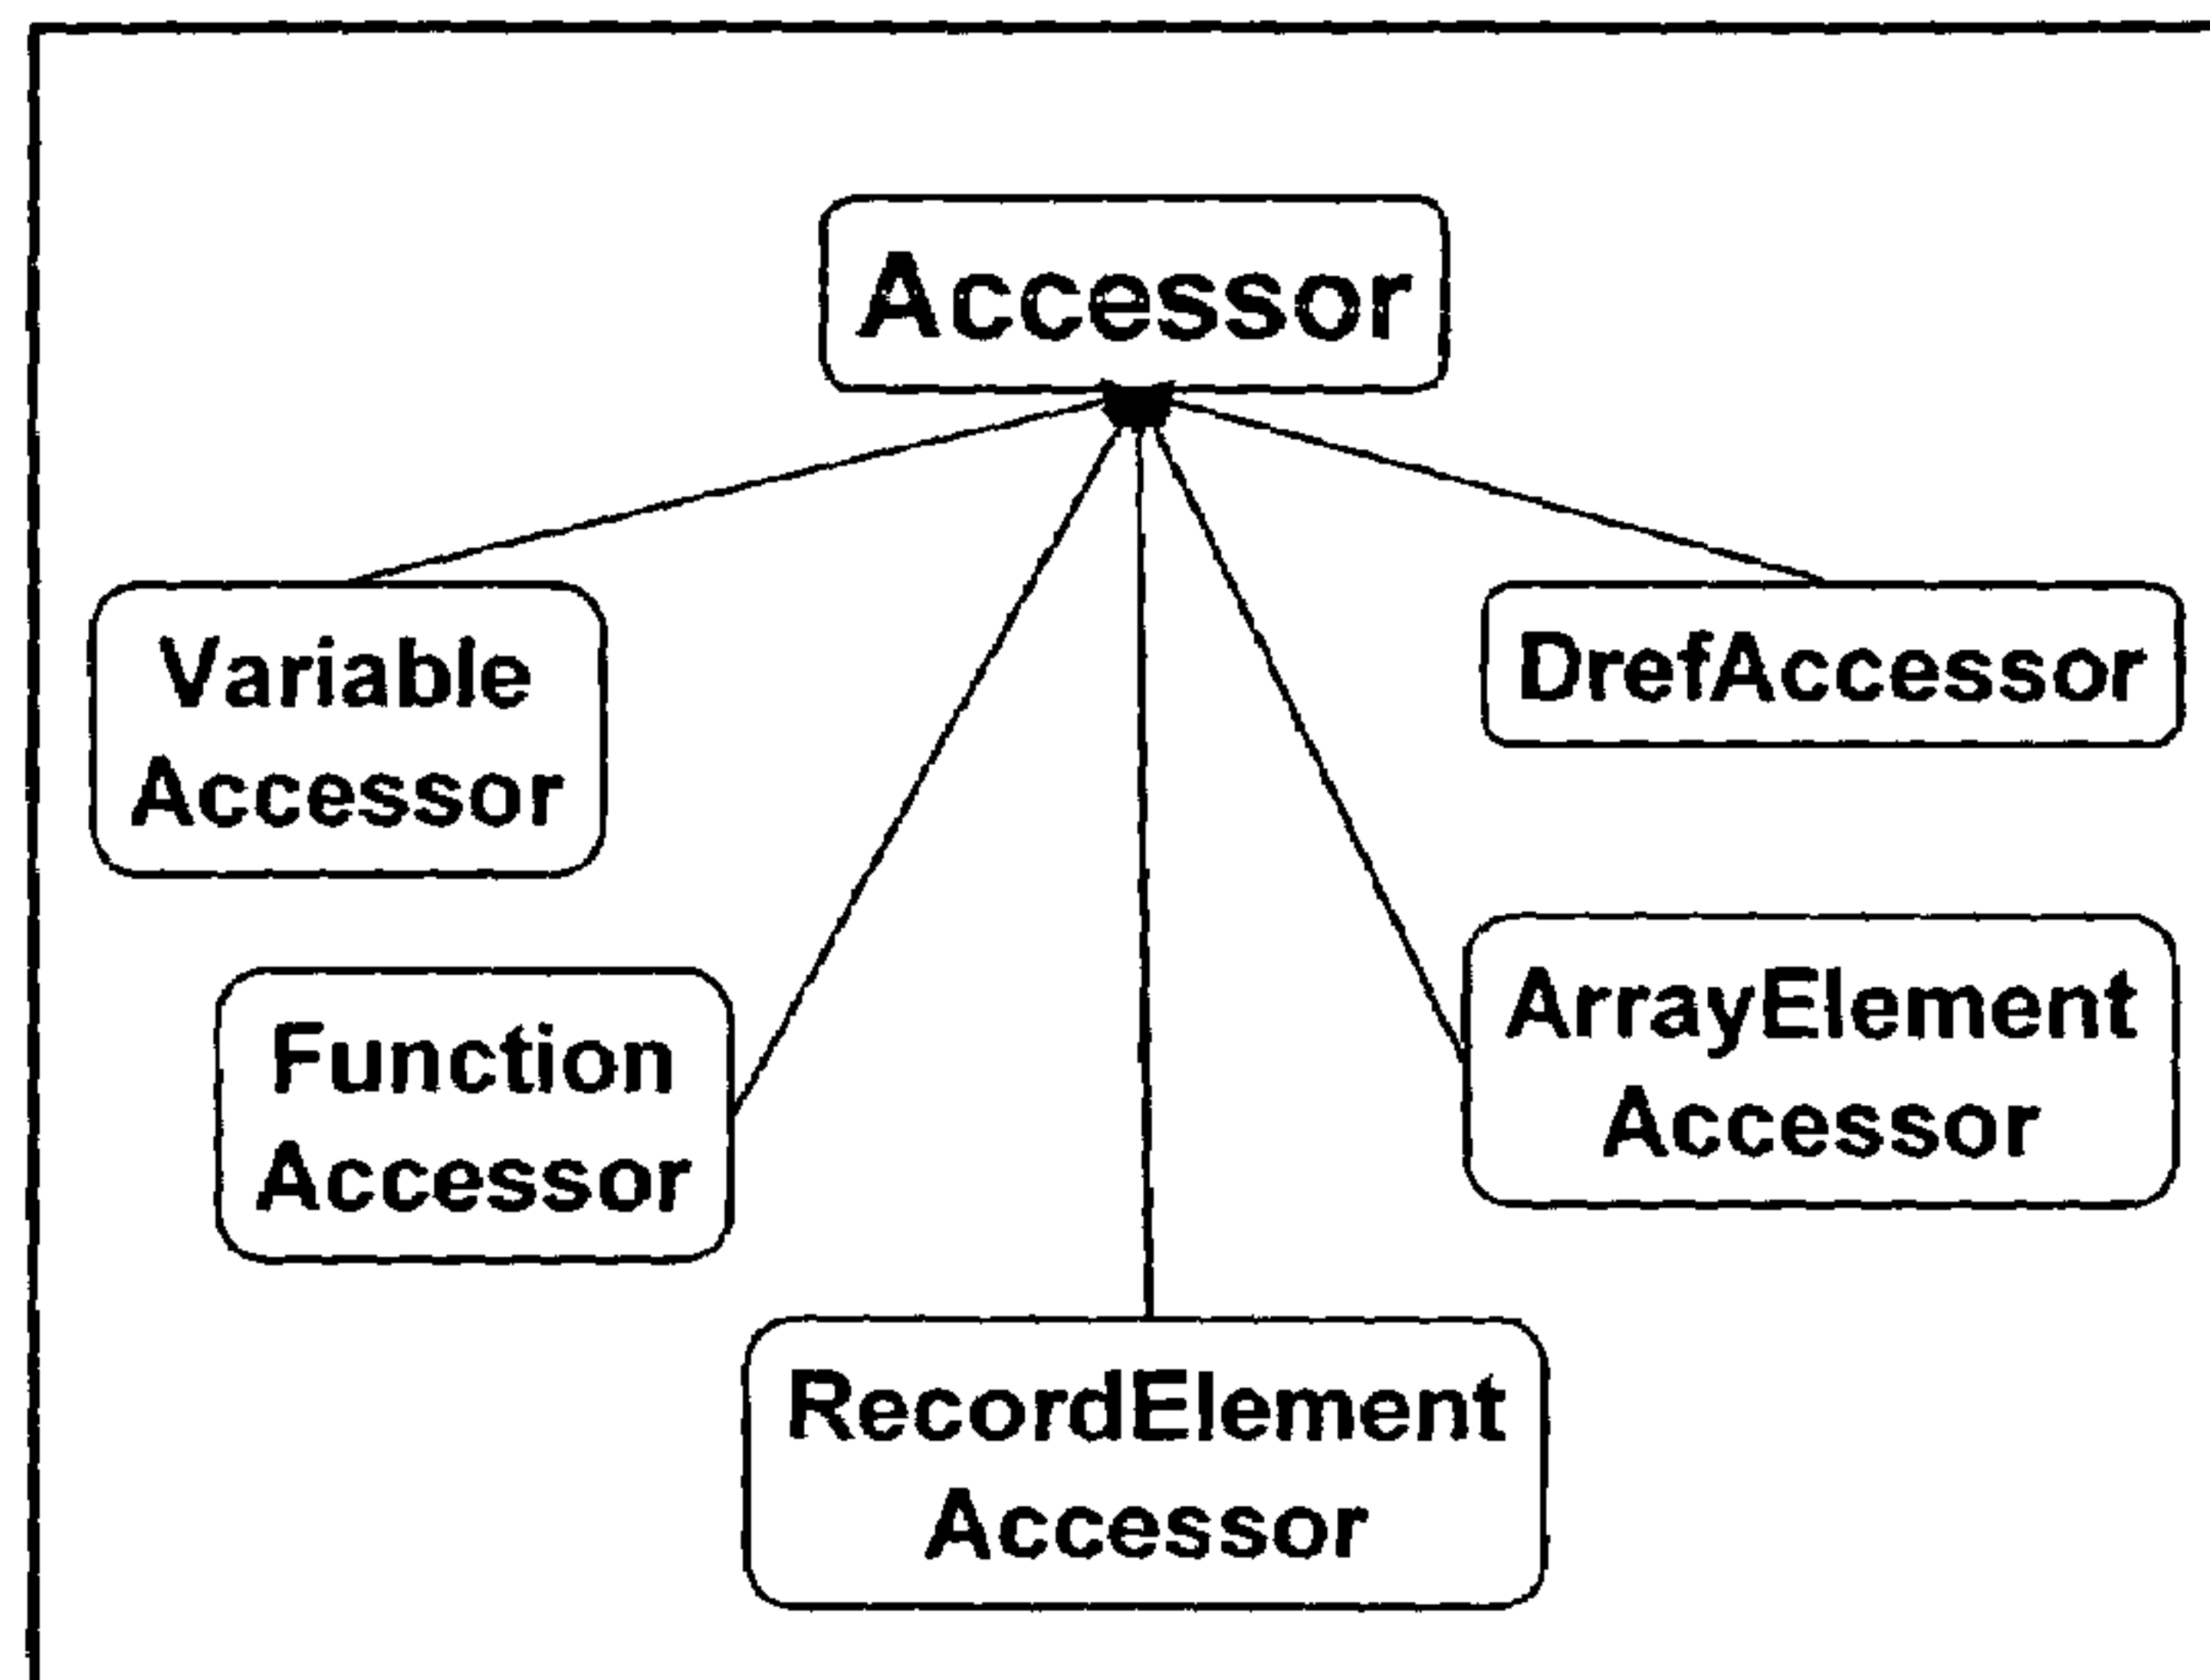 Accessor
Variable
Accessor
DrefAccessor
Function
Accessor
ArrayElement
Accessor
RecordElement
Accessor